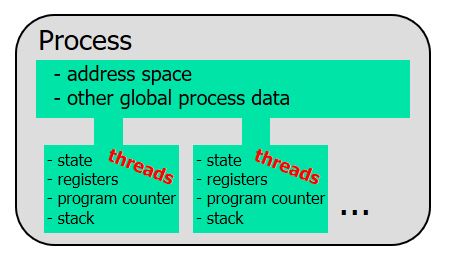 Process
- address space
- other global process data
- state
- registers
- program counter
- stack
threads
- state
- registers
- program counter
- stack
threads
...